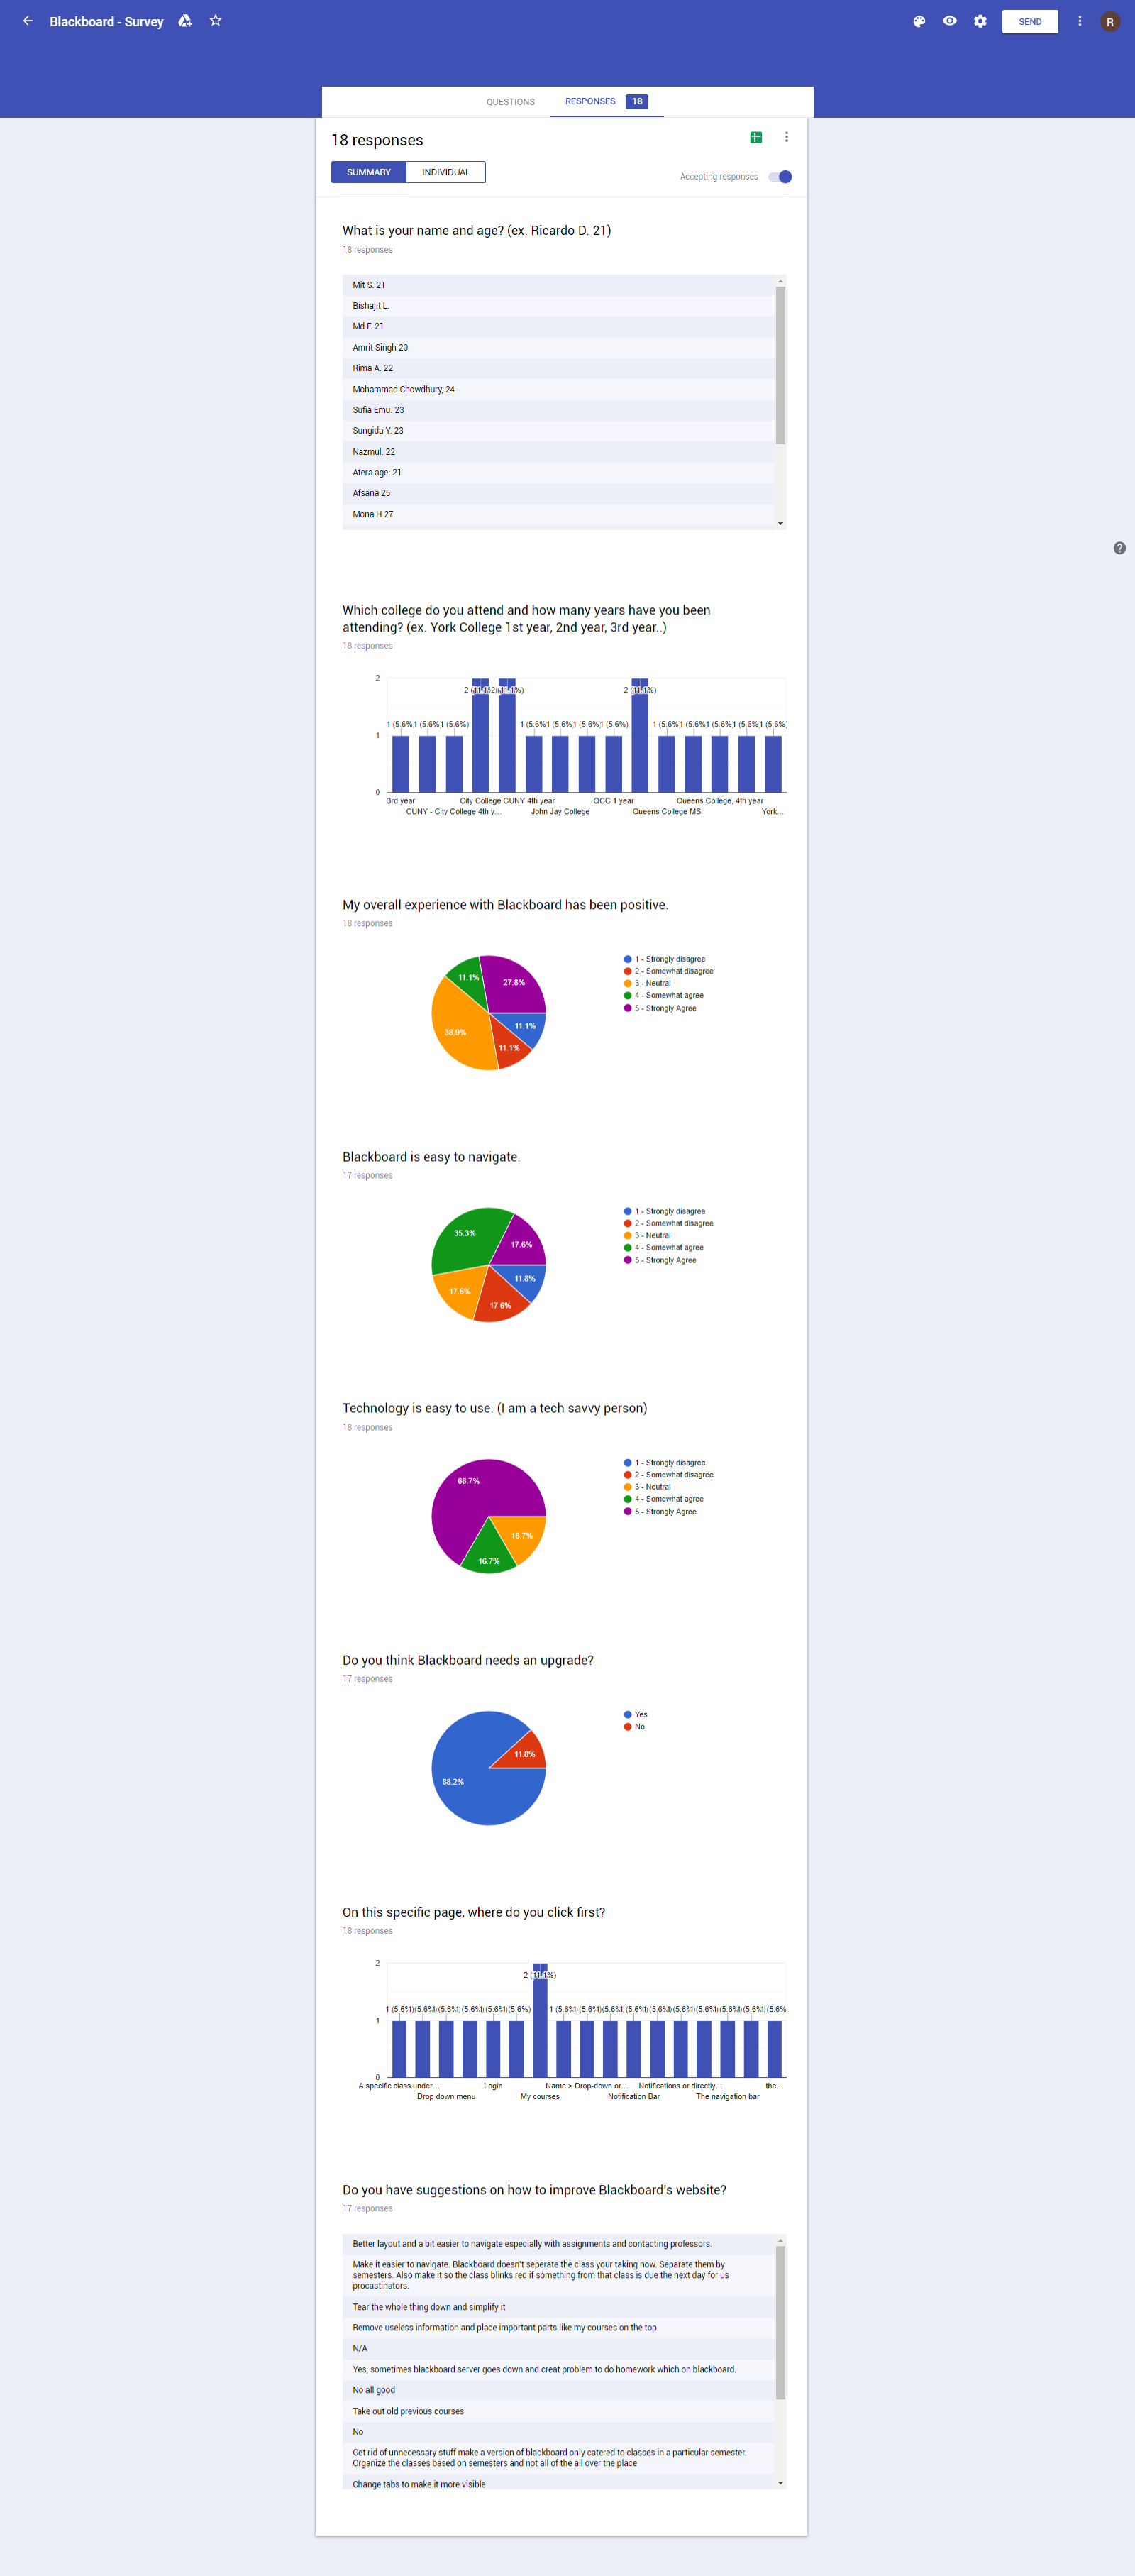 Blackboard - Survey
SEND
R
QUESTIONS
RESPONSES 18
18 responses
SUMMARY
INDIVIDUAL
Accepting responses
What is your name and age? (ex. Ricardo D. 21)
18 responses
Mit S. 21
Bishajit L.
Md F. 21
Amrit Singh 20
Rima A. 22
Mohammad Chowdhury, 24
Sufia Emu. 23
Sungida Y. 23
Nazmul. 22
Atera age: 21
Afsana 25
Mona H 27
Which college do you attend and how many years have you been
attending? (ex. York College 1st year, 2nd year, 3rd year..)
18 responses
2
2 (11.1%) 2 (11.1%) 2 (11.1%)
1 (5.6%) 1 (5.6%) 1 (5.6%) 1 (5.6%) 1 (5.6%) 1 (5.6%) 1 (5.6%) 1 (5.6%) 1 (5.6%) 1 (5.6%) 1 (5.6%) 1 (5.6%)
1
0
3rd year City College CUNY 4th year QCC 1 year Queens College, 4th year
CUNY - City College 4th y... John Jay College Queens College MS York...
My overall experience with Blackboard has been positive.
18 responses
11.1%
27.8%
38.9%
11.1%
11.1%
1 - Strongly disagree
2 - Somewhat disagree
3 - Neutral
4 - Somewhat agree
5 - Strongly Agree
Blackboard is easy to navigate.
17 responses
35.3%
17.6%
11.8%
17.6%
17.6%
1 - Strongly disagree
2 - Somewhat disagree
3 - Neutral
4 - Somewhat agree
5 - Strongly Agree
Technology is easy to use. (I am a tech savvy person)
18 responses
66.7%
16.7%
16.7%
1 - Strongly disagree
2 - Somewhat disagree
3 - Neutral
4 - Somewhat agree
5 - Strongly Agree
Do you think Blackboard needs an upgrade?
17 responses
11.8%
88.2%
Yes
No
On this specific page, where do you click first?
18 responses
2
2 (11.1%)
1 (5.6%) 1 (5.6%) 1 (5.6%) 1 (5.6%) 1 (5.6%) 1 (5.6%) 1 (5.6%) 1 (5.6%) 1 (5.6%) 1 (5.6%) 1 (5.6%) 1 (5.6%) 1 (5.6%) 1 (5.6%) 1 (5.6%) 1 (5.6%
1
0
A specific class under... Login Name > Drop-down or... Notifications or directly... the...
Drop down menu My courses Notification Bar The navigation bar
Do you have suggestions on how to improve Blackboard's website?
17 responses
Better layout and a bit easier to navigate especially with assignments and contacting professors.
Make it easier to navigate. Blackboard doesn't seperate the class your taking now. Separate them by
semesters. Also make it so the class blinks red if something from that class is due the next day for us
procastinators.
Tear the whole thing down and simplify it
Remove useless information and place important parts like my courses on the top.
N/A
Yes, sometimes blackboard server goes down and creat problem to do homework which on blackboard.
No all good
Take out old previous courses
No
Get rid of unnecessary stuff make a version of blackboard only catered to classes in a particular semester.
Organize the classes based on semesters and not all of the all over the place
Change tabs to make it more visible